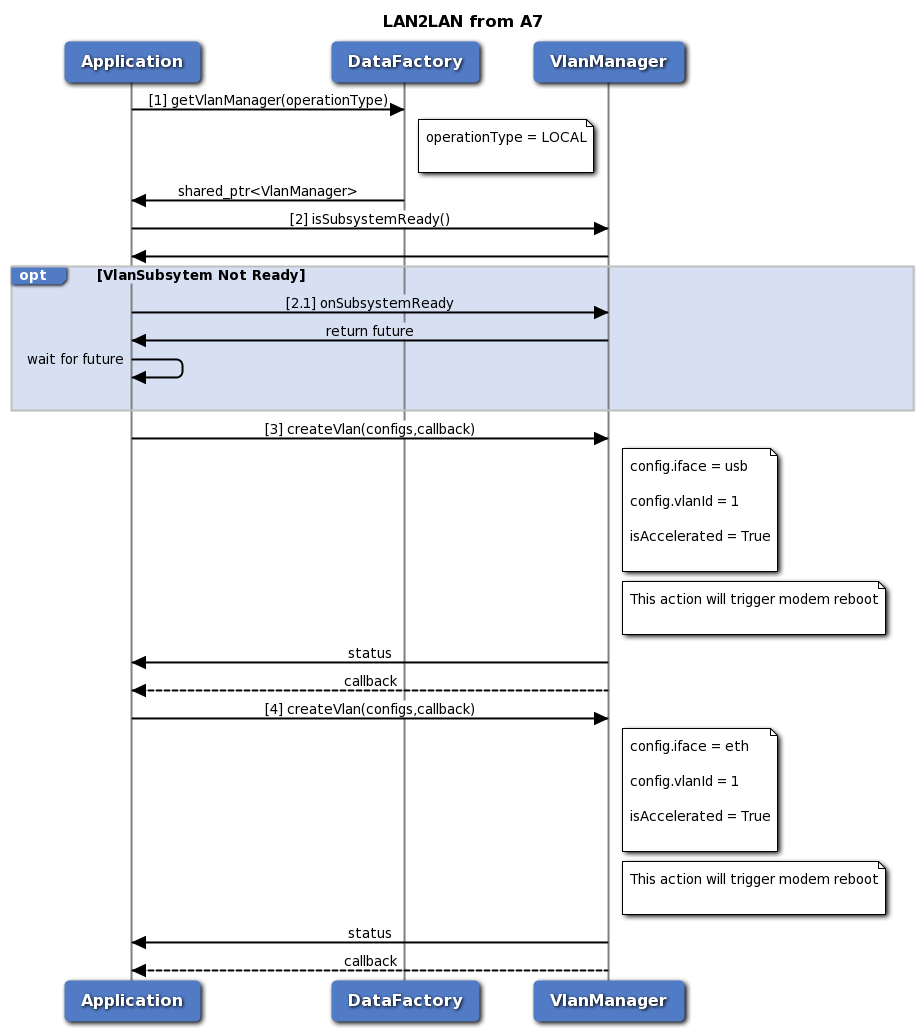 LAN2LAN from A7
Application
DataFactory
VlanManager
[1] getVlanManager(operationType)
operationType = LOCAL
shared_ptr<VlanManager>
[2] isSubsystemReady()
opt
[VlanSubsytem Not Ready]
[2.1] onSubsystemReady
return future
wait for future
[3] createVlan(configs,callback)
config.iface = usb
config.vlanId = 1
isAccelerated = True
This action will trigger modem reboot
status
callback
[4] createVlan(configs,callback)
config.iface = eth
config.vlanId = 1
isAccelerated = True
This action will trigger modem reboot
status
callback
Application
DataFactory
VlanManager